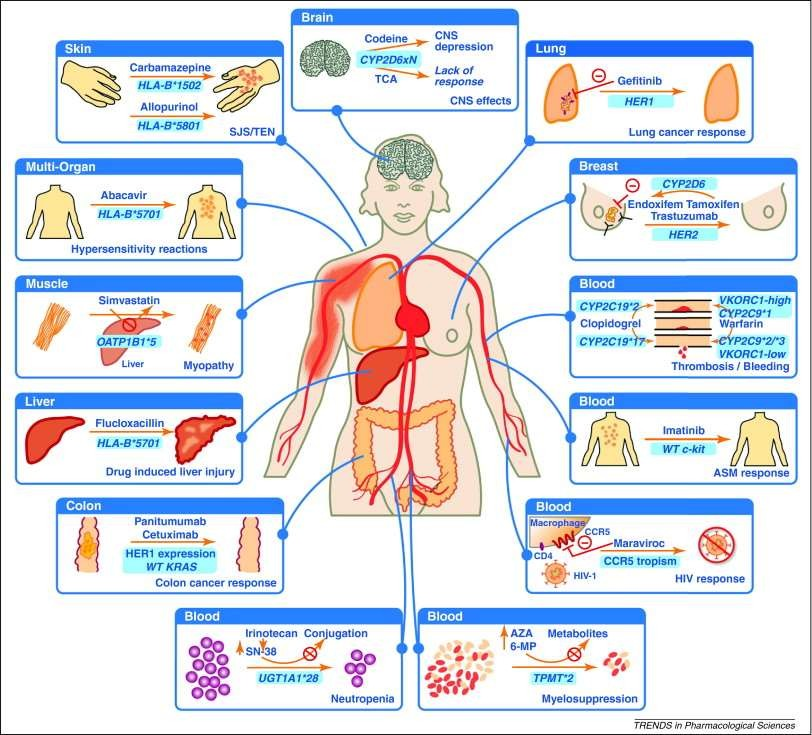 Brain
Codeine
CNS
depression
CYP2D6xN
TCA
Lack of
response
CNS effects
Skin
Carbamazepine
HLA-B*1502
Allopurinol
HLA-B*5801
SJS/TEN
Lung
Gefitinib
HER1
Lung cancer response
Multi-Organ
Abacavir
HLA-B*5701
Hypersensitivity reactions
Breast
CYP2D6
Endoxifem Tamoxifen
Trastuzumab
HER2
Muscle
Simvastatin
OATP1B1*5
Liver
Myopathy
Blood
CYP2C19*2
VKORC1-high
CYP2C9*1
Clopidogrel
Warfarin
CYP2C19*17
CYP2C9*2/*3
VKORC1-low
Thrombosis / Bleeding
Liver
Flucloxacillin
HLA-B*5701
Drug induced liver injury
Blood
Imatinib
WT c-kit
ASM response
Colon
Panitumumab
Cetuximab
HER1 expression
WT KRAS
Colon cancer response
Blood
Macrophage
CCR5
Maraviroc
CD4
CCR5 tropism
HIV-1
HIV response
Blood
Irinotecan Conjugation
SN-38
UGT1A1*28
Neutropenia
Blood
AZA Metabolites
6-MP
TPMT*2
Myelosuppression
TRENDS in Pharmacological Sciences